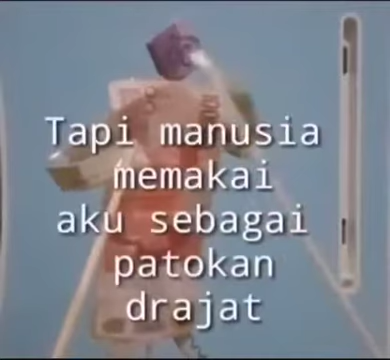 Tapi manusia
memakai
aku sebagai
patokan
drajat